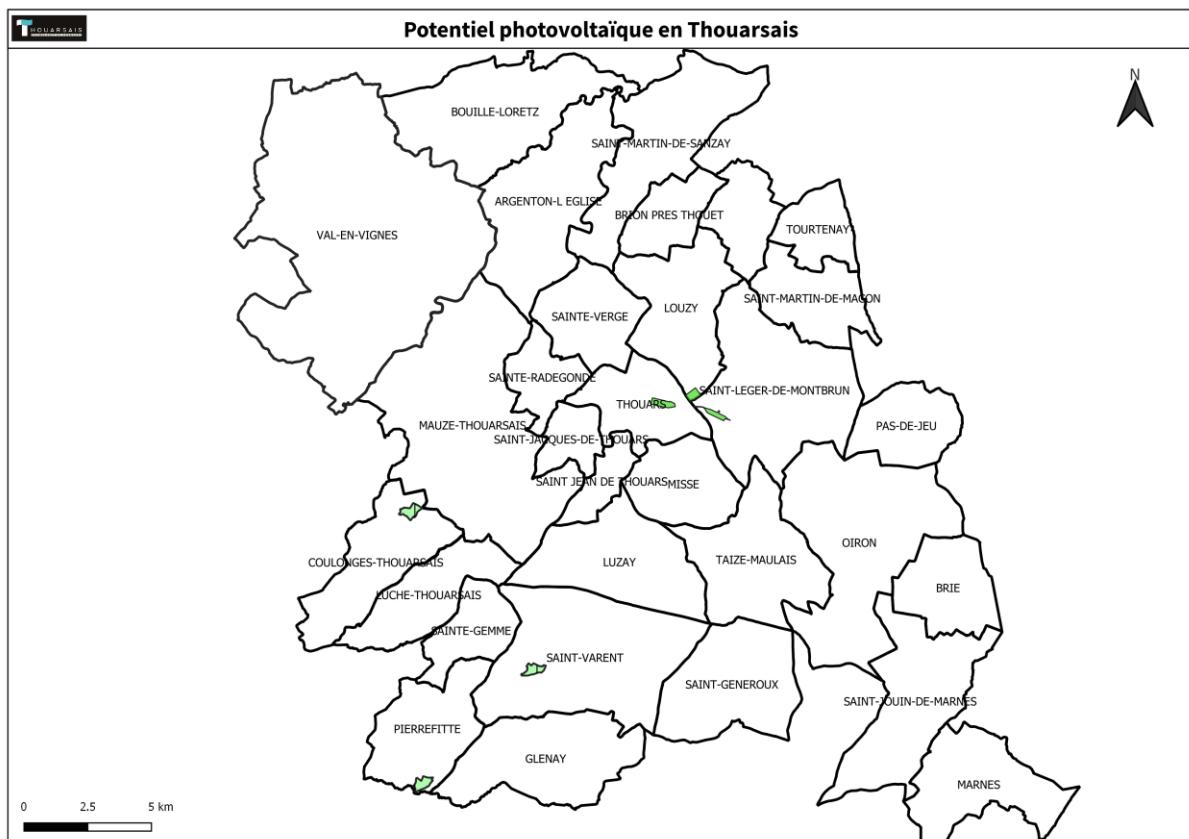 THOUARSAIS
Potentiel photovoltaïque en Thouarsais
N
BOUILLE-LORETZ
SAINT-MARTIN-DE-SANZAY
ARGENTON-L EGLISE
BRION PRES THOUET
TOURTENAY
VAL-EN-VIGNES
SAINT-MARTIN-DE-MACON
LOUZY
SAINTE-VERGE
SAINTE-RADEGONDE
SAINT-LEGER-DE-MONTBRUN
THOUARS
MAUZE-THOUARSAIS
PAS-DE-JEU
SAINT-JACQUES-DE-THOUARS
SAINT JEAN DE THOUARS
MISSE
OIRON
COULONGES-THOUARSAIS
LUZAY
TAIZE-MAULAIS
BRIE
LUCHE-THOUARSAIS
SAINTE-GEMME
SAINT-VARENT
SAINT-GENEROUX
SAINT-JOUIN-DE-MARNES
PIERREFITTE
GLENAY
MARNES
0 2.5 5 km